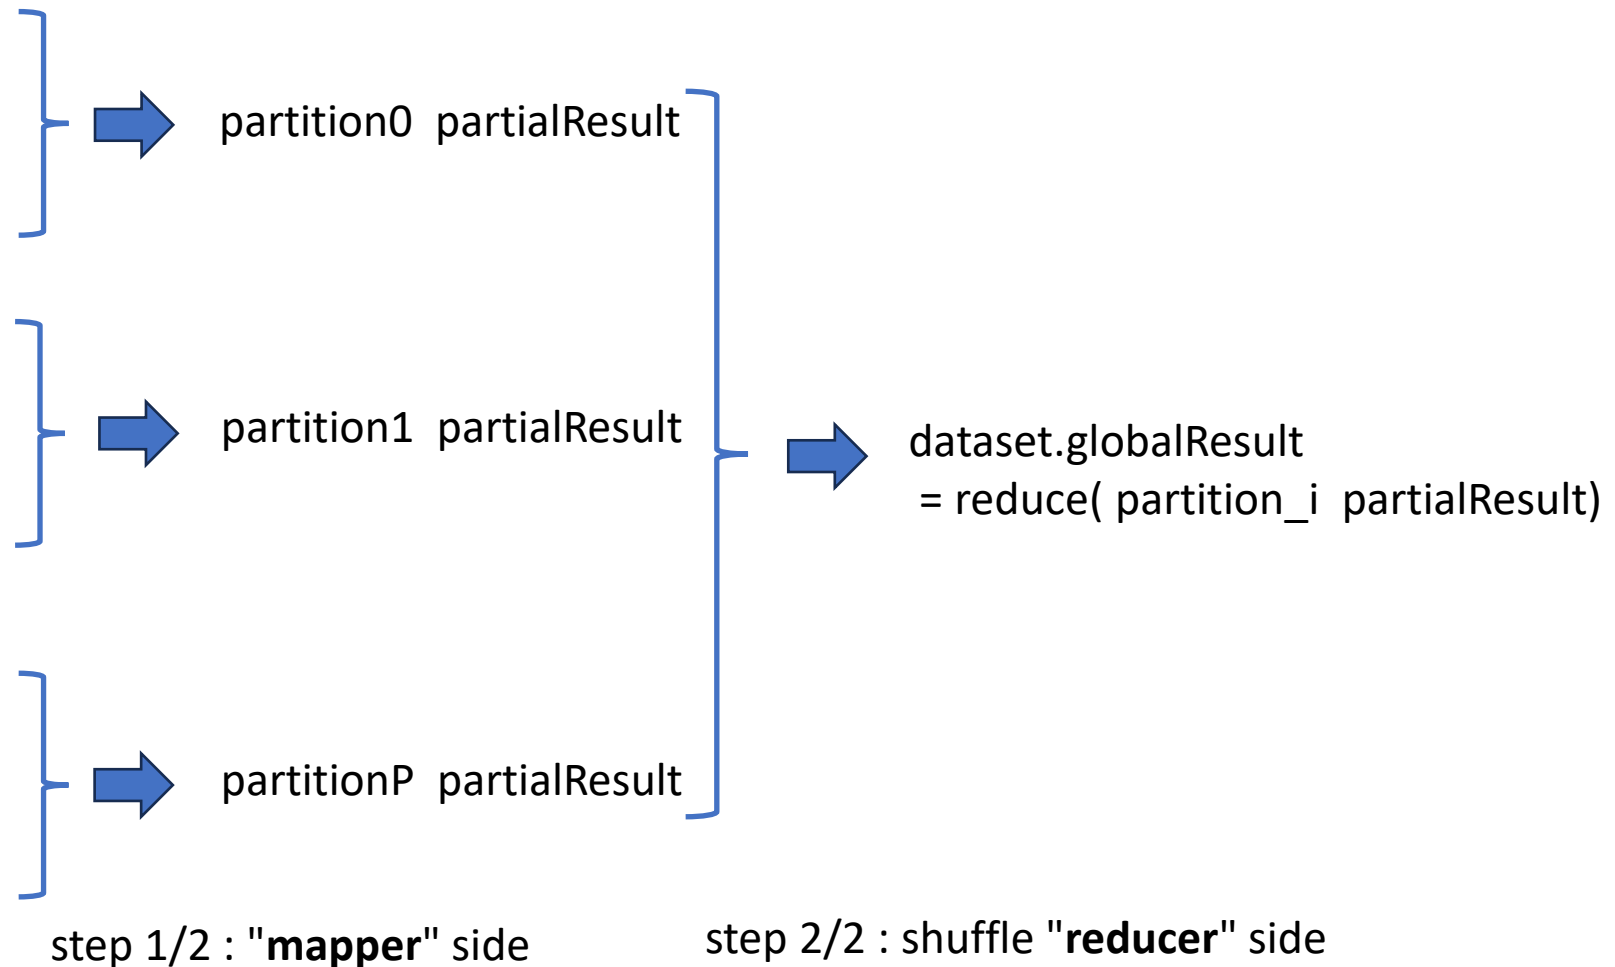 partition0  partialResult
partition1  partialResult
dataset.globalResult
= reduce( partition_i  partialResult)
partitionP  partialResult
step 1/2 : "mapper" side
step 2/2 : shuffle "reducer" side